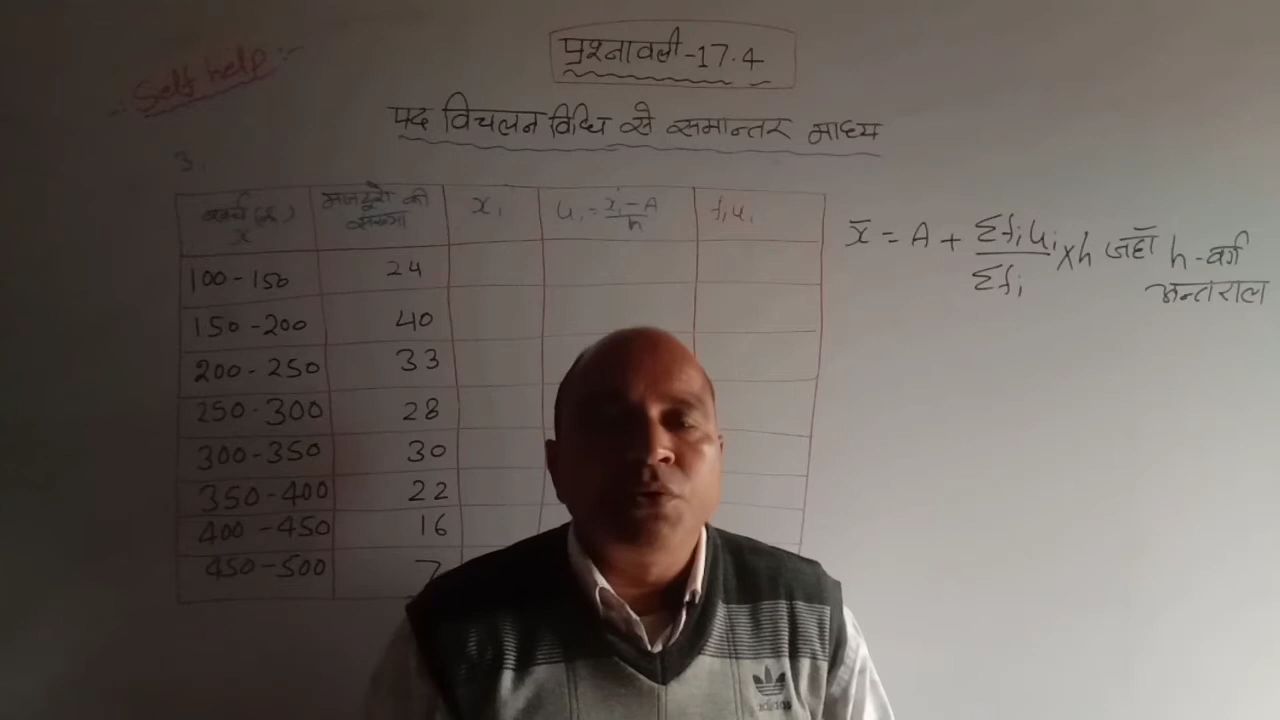 Self help :-
प्रश्नावली-17.4
पद विचलन विधि से समान्तर माध्य
3.
खर्च (रु.) x
मजदूरों की संख्या
xᵢ
uᵢ = xᵢ - A / h
fᵢuᵢ
100-150 24
150-200 40
200-250 33
250-300 28
300-350 30
350-400 22
400-450 16
450-500 7
x̄ = A + Σfᵢuᵢ / Σfᵢ × h जहाँ h-वर्ग
अन्तराल